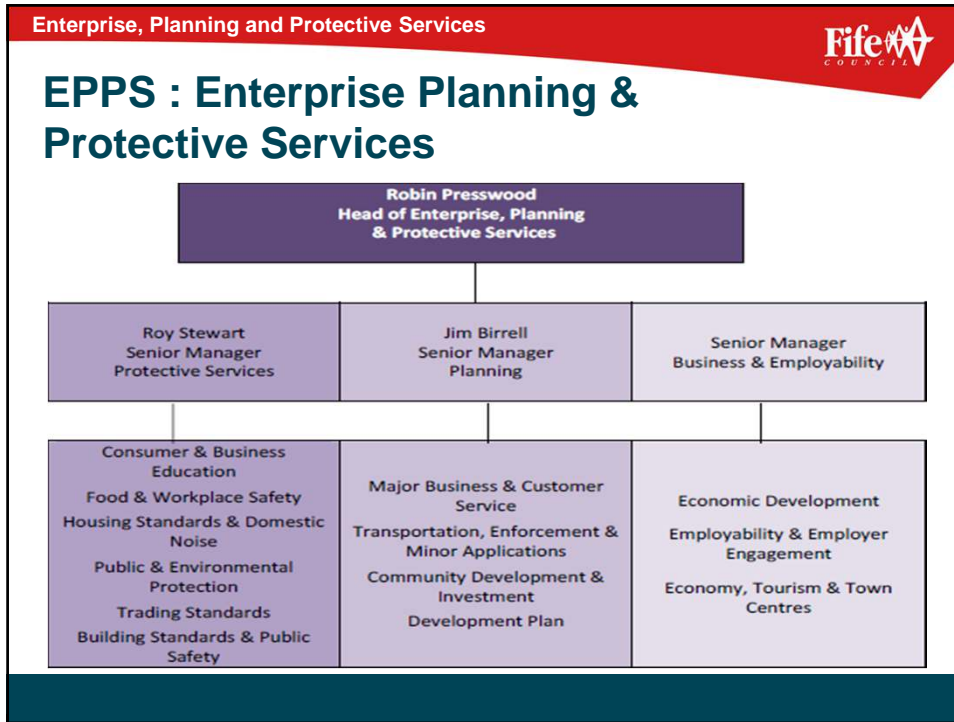 Enterprise, Planning and Protective Services
Fife
COUNCIL
EPPS : Enterprise Planning &
Protective Services
Robin Presswood
Head of Enterprise, Planning
& Protective Services
Roy Stewart
Senior Manager
Protective Services
Jim Birrell
Senior Manager
Planning
Senior Manager
Business & Employability
Consumer & Business
Education
Food & Workplace Safety
Housing Standards & Domestic
Noise
Public & Environmental
Protection
Trading Standards
Building Standards & Public
Safety
Major Business & Customer
Service
Transportation, Enforcement &
Minor Applications
Community Development &
Investment
Development Plan
Economic Development
Employability & Employer
Engagement
Economy, Tourism & Town
Centres